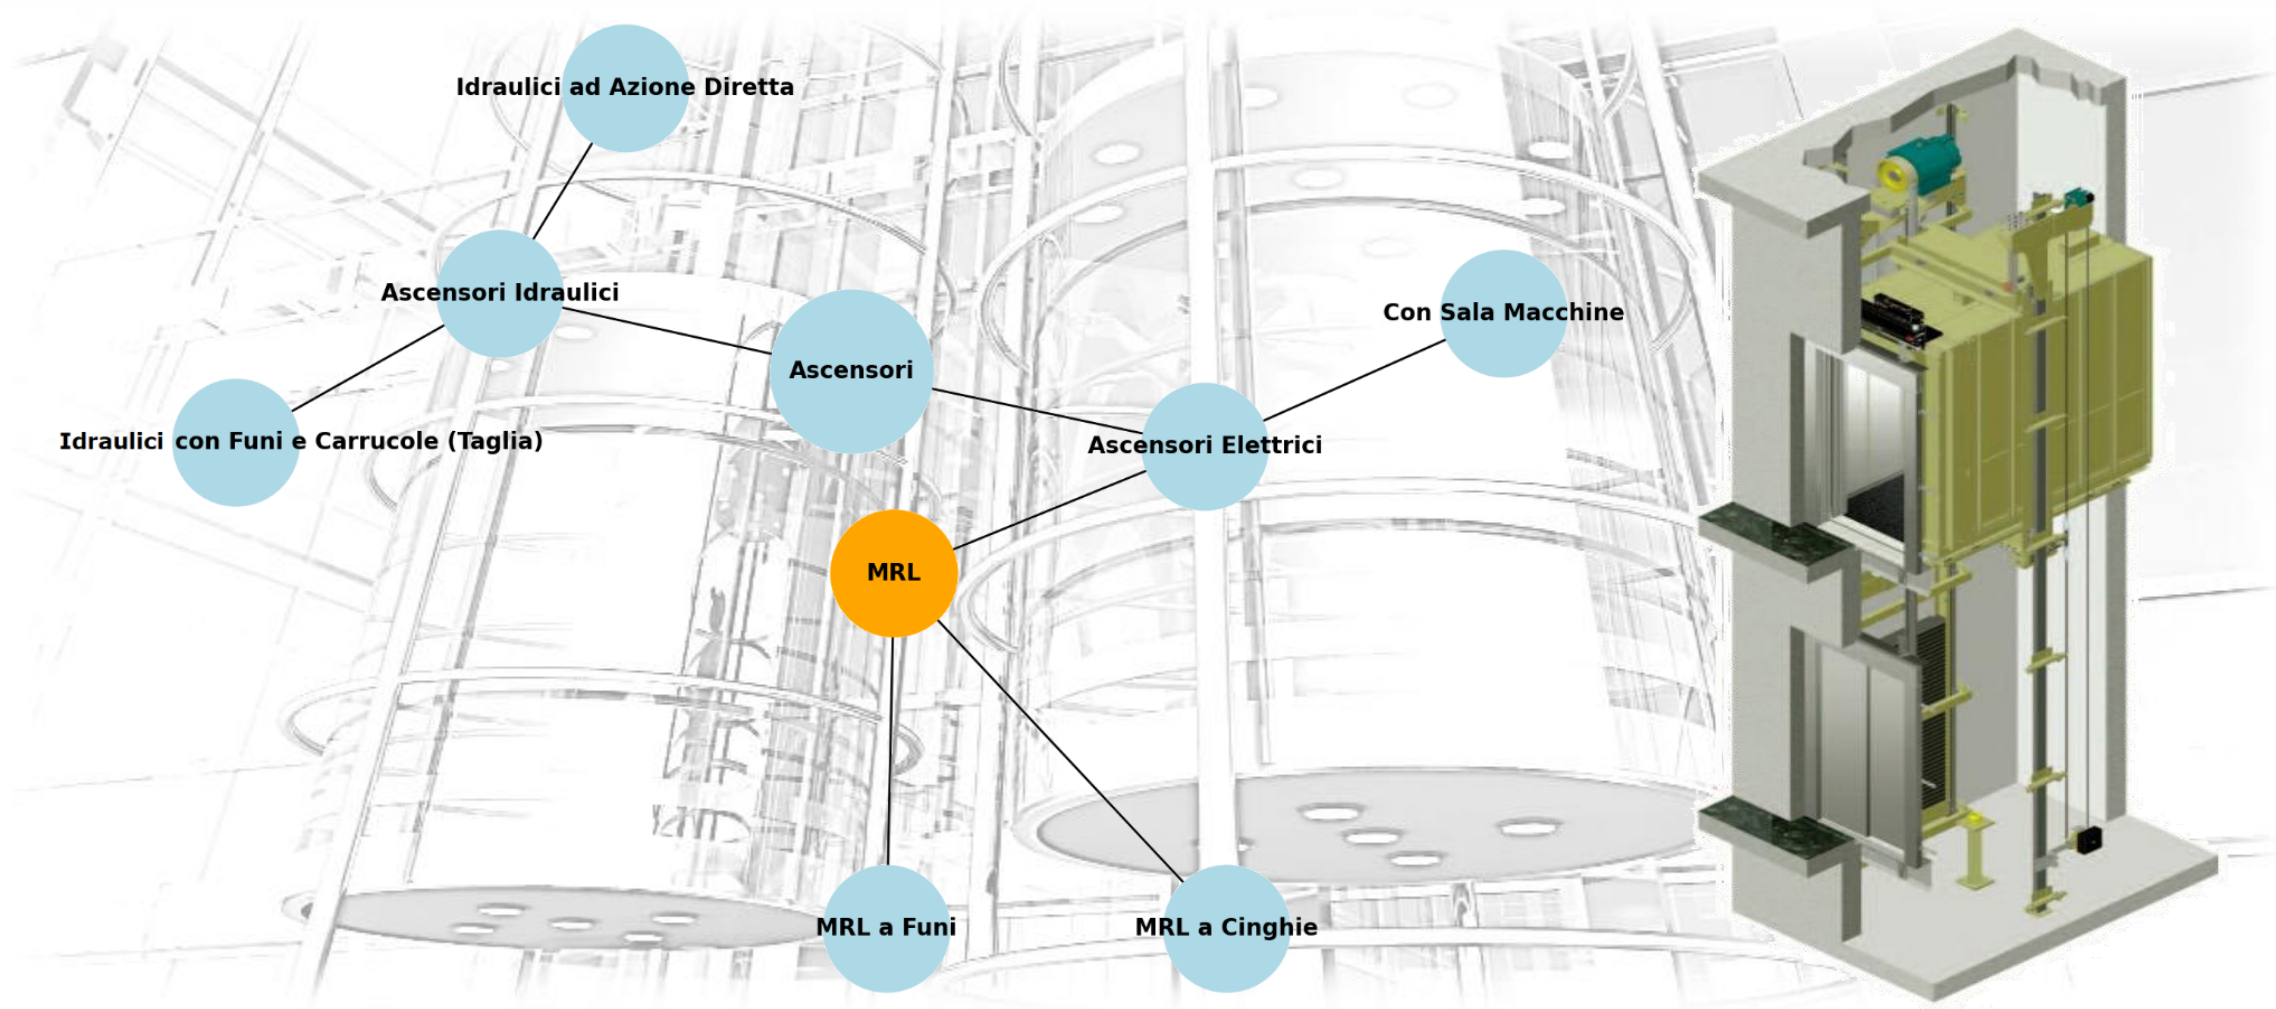 Idraulici ad Azione Diretta
Ascensori Idraulici
Con Sala Macchine
Ascensori
Idraulici con Funi e Carrucole (Taglia)
Ascensori Elettrici
MRL
MRL a Funi
MRL a Cinghie